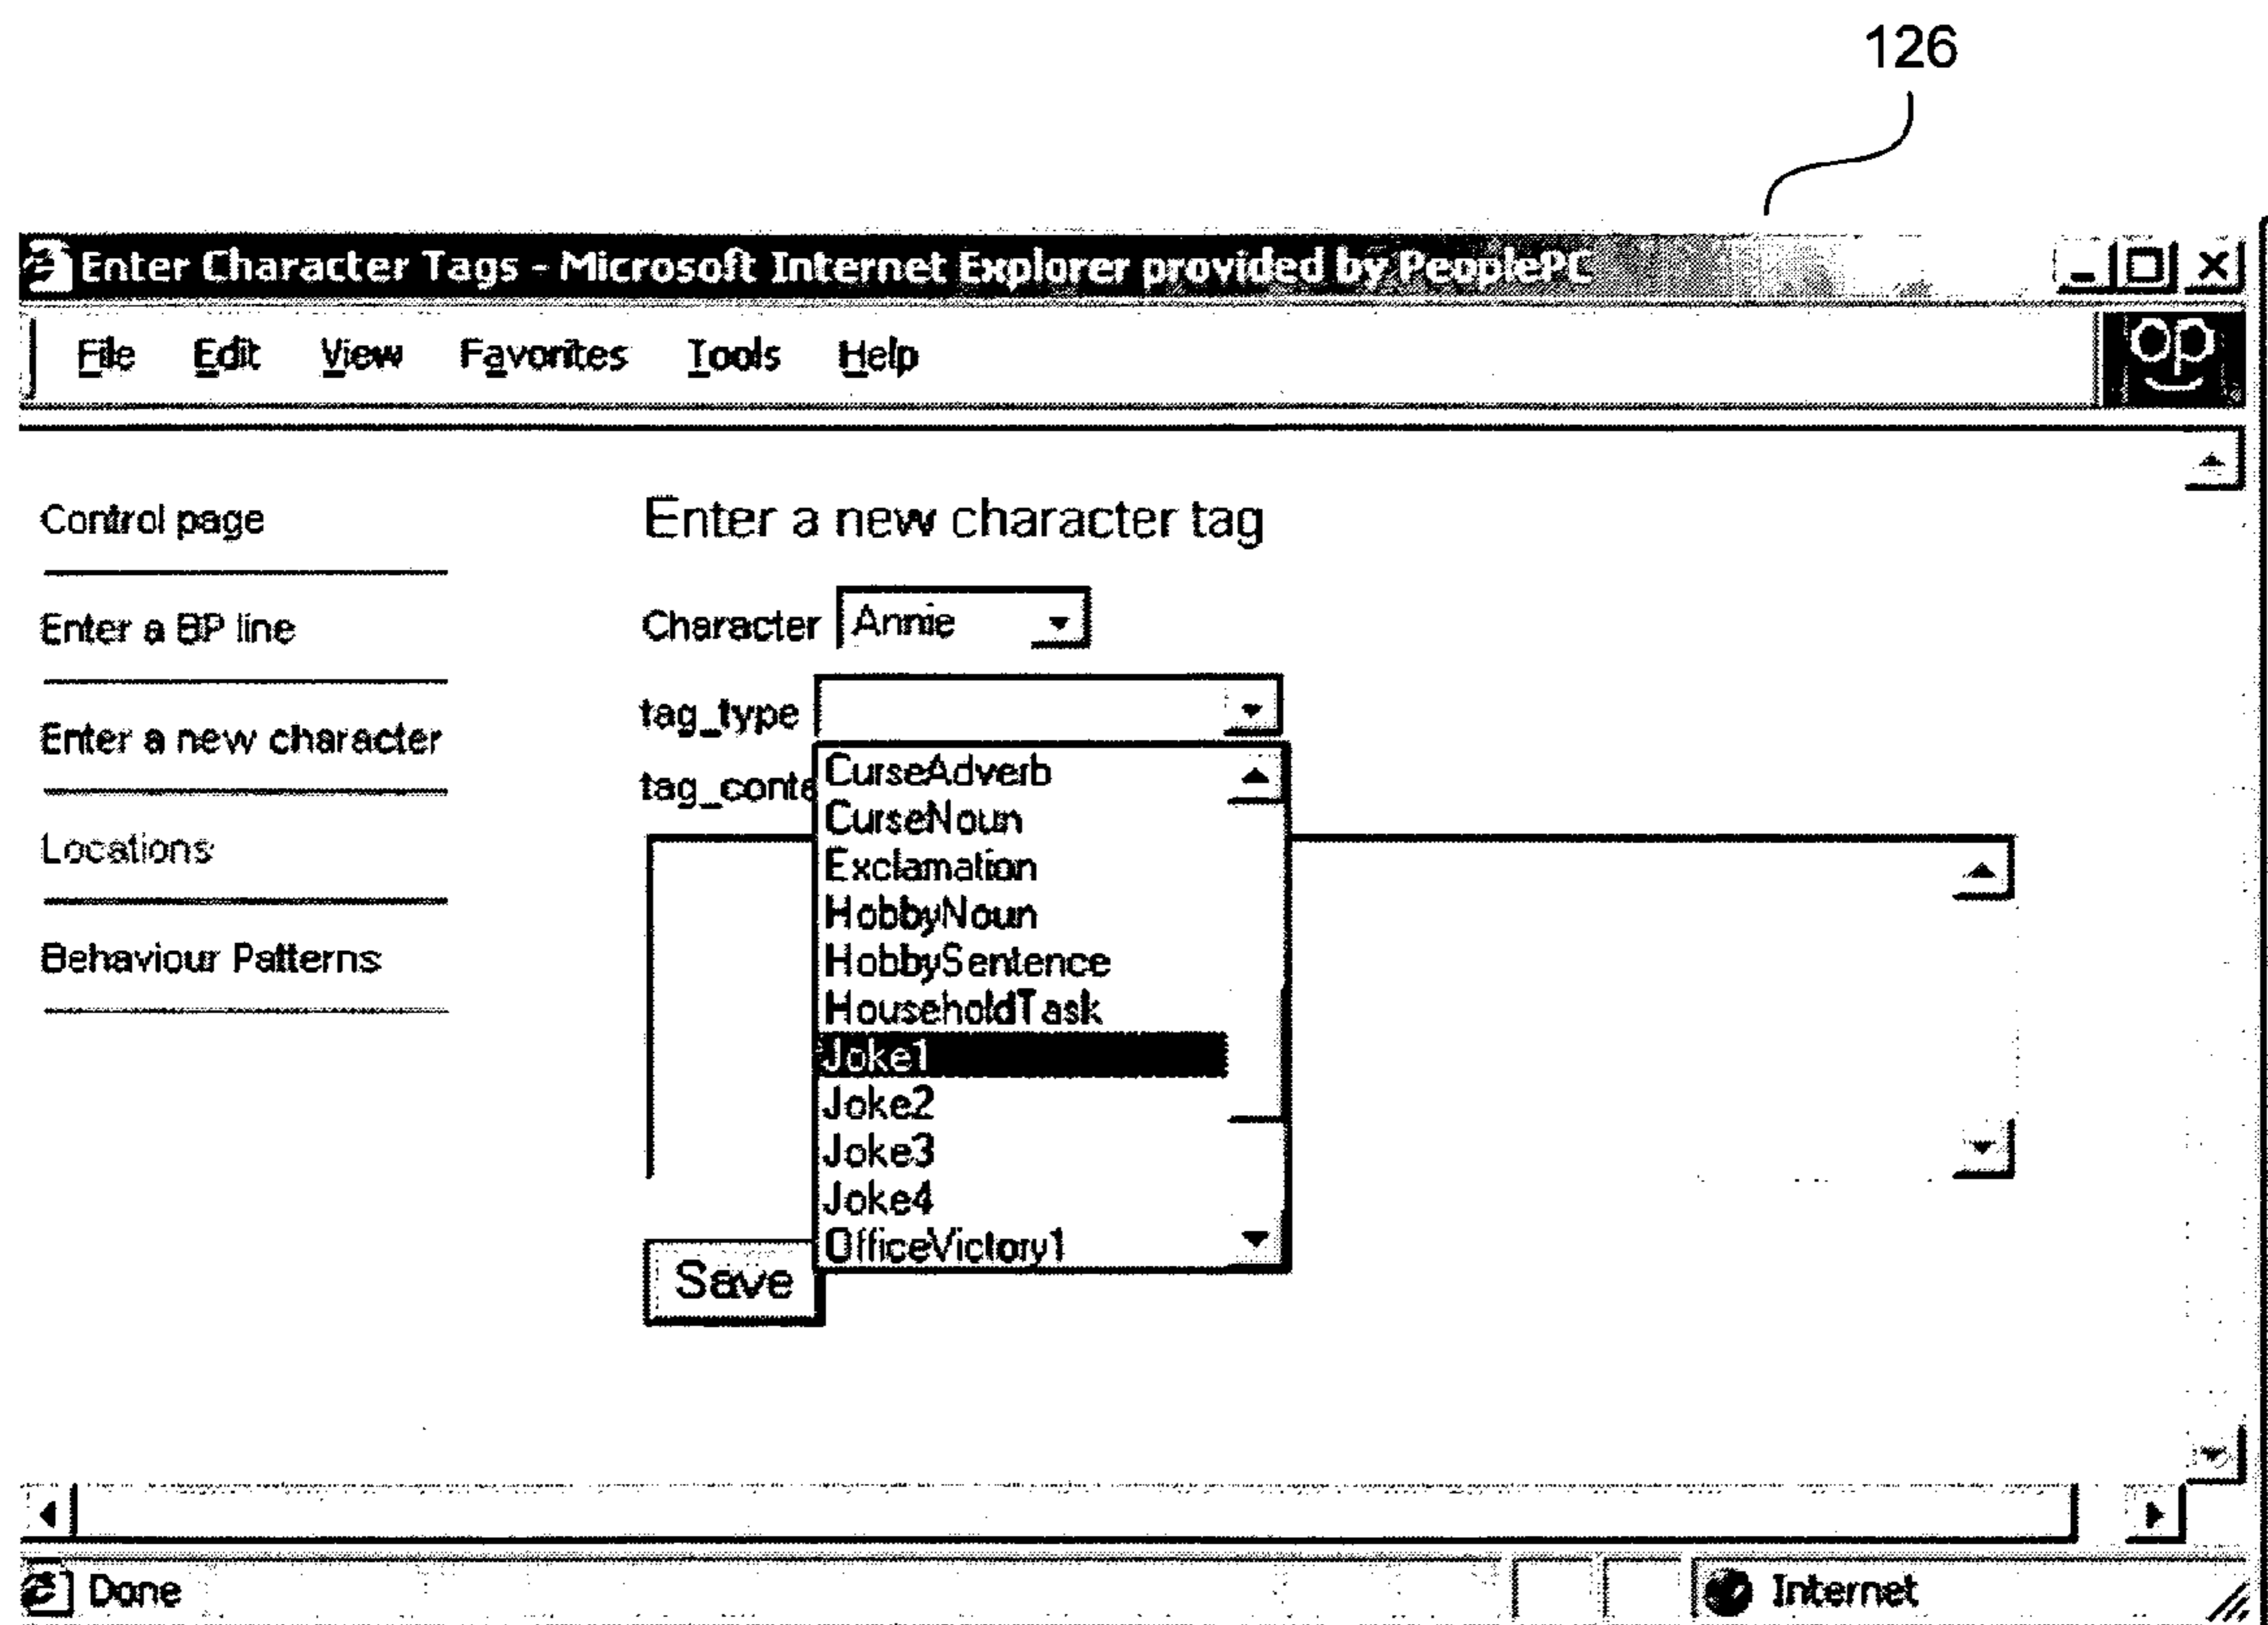 126
Enter Character Tags - Microsoft Internet Explorer provided by PeoplePC
File Edit View Favorites Tools Help
Control page
Enter a BP line
Enter a new character
Locations
Behaviour Patterns
Enter a new character tag
Character Annie
tag_type
tag_conte
CurseAdverb
CurseNoun
Exclamation
HobbyNoun
HobbySentence
HouseholdTask
Joke1
Joke2
Joke3
Joke4
OfficeVictory1
Save
Done Internet